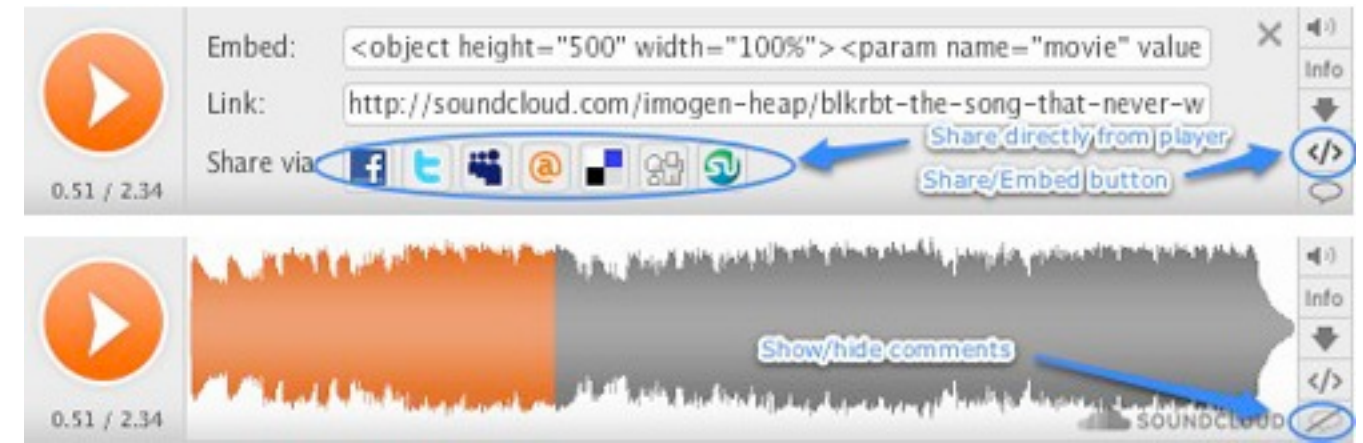 Embed:
<object height="500" width="100%"><param name="movie" value
Info
Link:
http://soundcloud.com/imogen-heap/blkrbt-the-song-that-never-w
Share directly from player
Share via
</>
Share/Embed button
0.51 / 2.34
Info
Show/hide comments
</>
0.51 / 2.34
SOUNDCLOUD